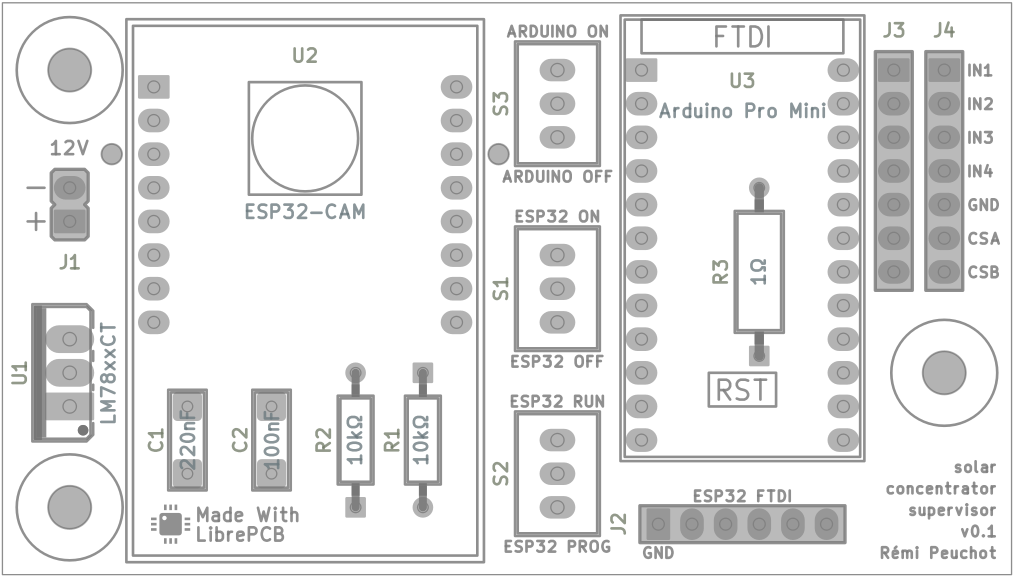 U2
ESP32-CAM
12V
−
+
J1
U1
LM78xxCT
C1
220nF
C2
100nF
R2
10kΩ
R1
10kΩ
Made With
LibrePCB
ARDUINO ON
S3
ARDUINO OFF
ESP32 ON
S1
ESP32 OFF
ESP32 RUN
S2
ESP32 PROG
FTDI
U3
Arduino Pro Mini
R3
1Ω
RST
J3
J4
IN1
IN2
IN3
IN4
GND
CSA
CSB
ESP32 FTDI
J2
GND
solar
concentrator
supervisor
v0.1
Rémi Peuchot